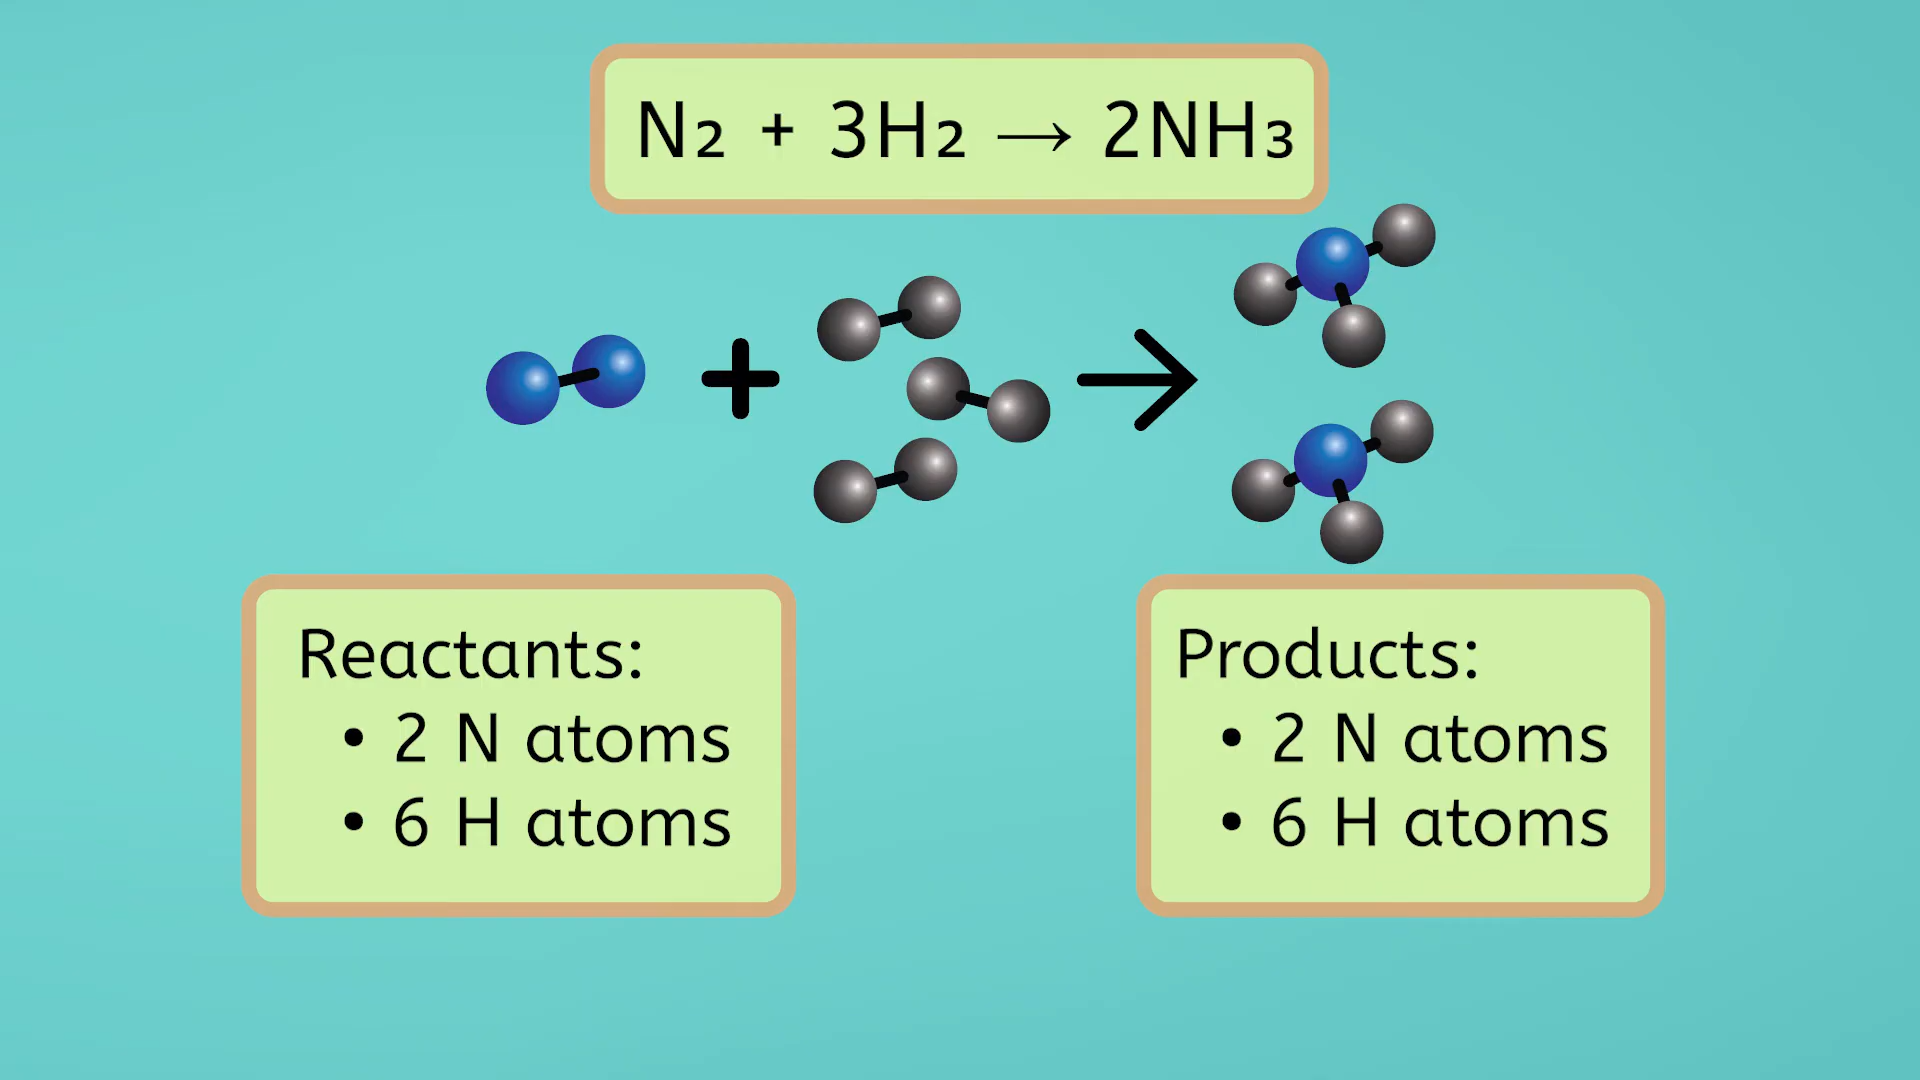 N₂ + 3H₂ → 2NH₃
Reactants:
• 2 N atoms
• 6 H atoms
Products:
• 2 N atoms
• 6 H atoms